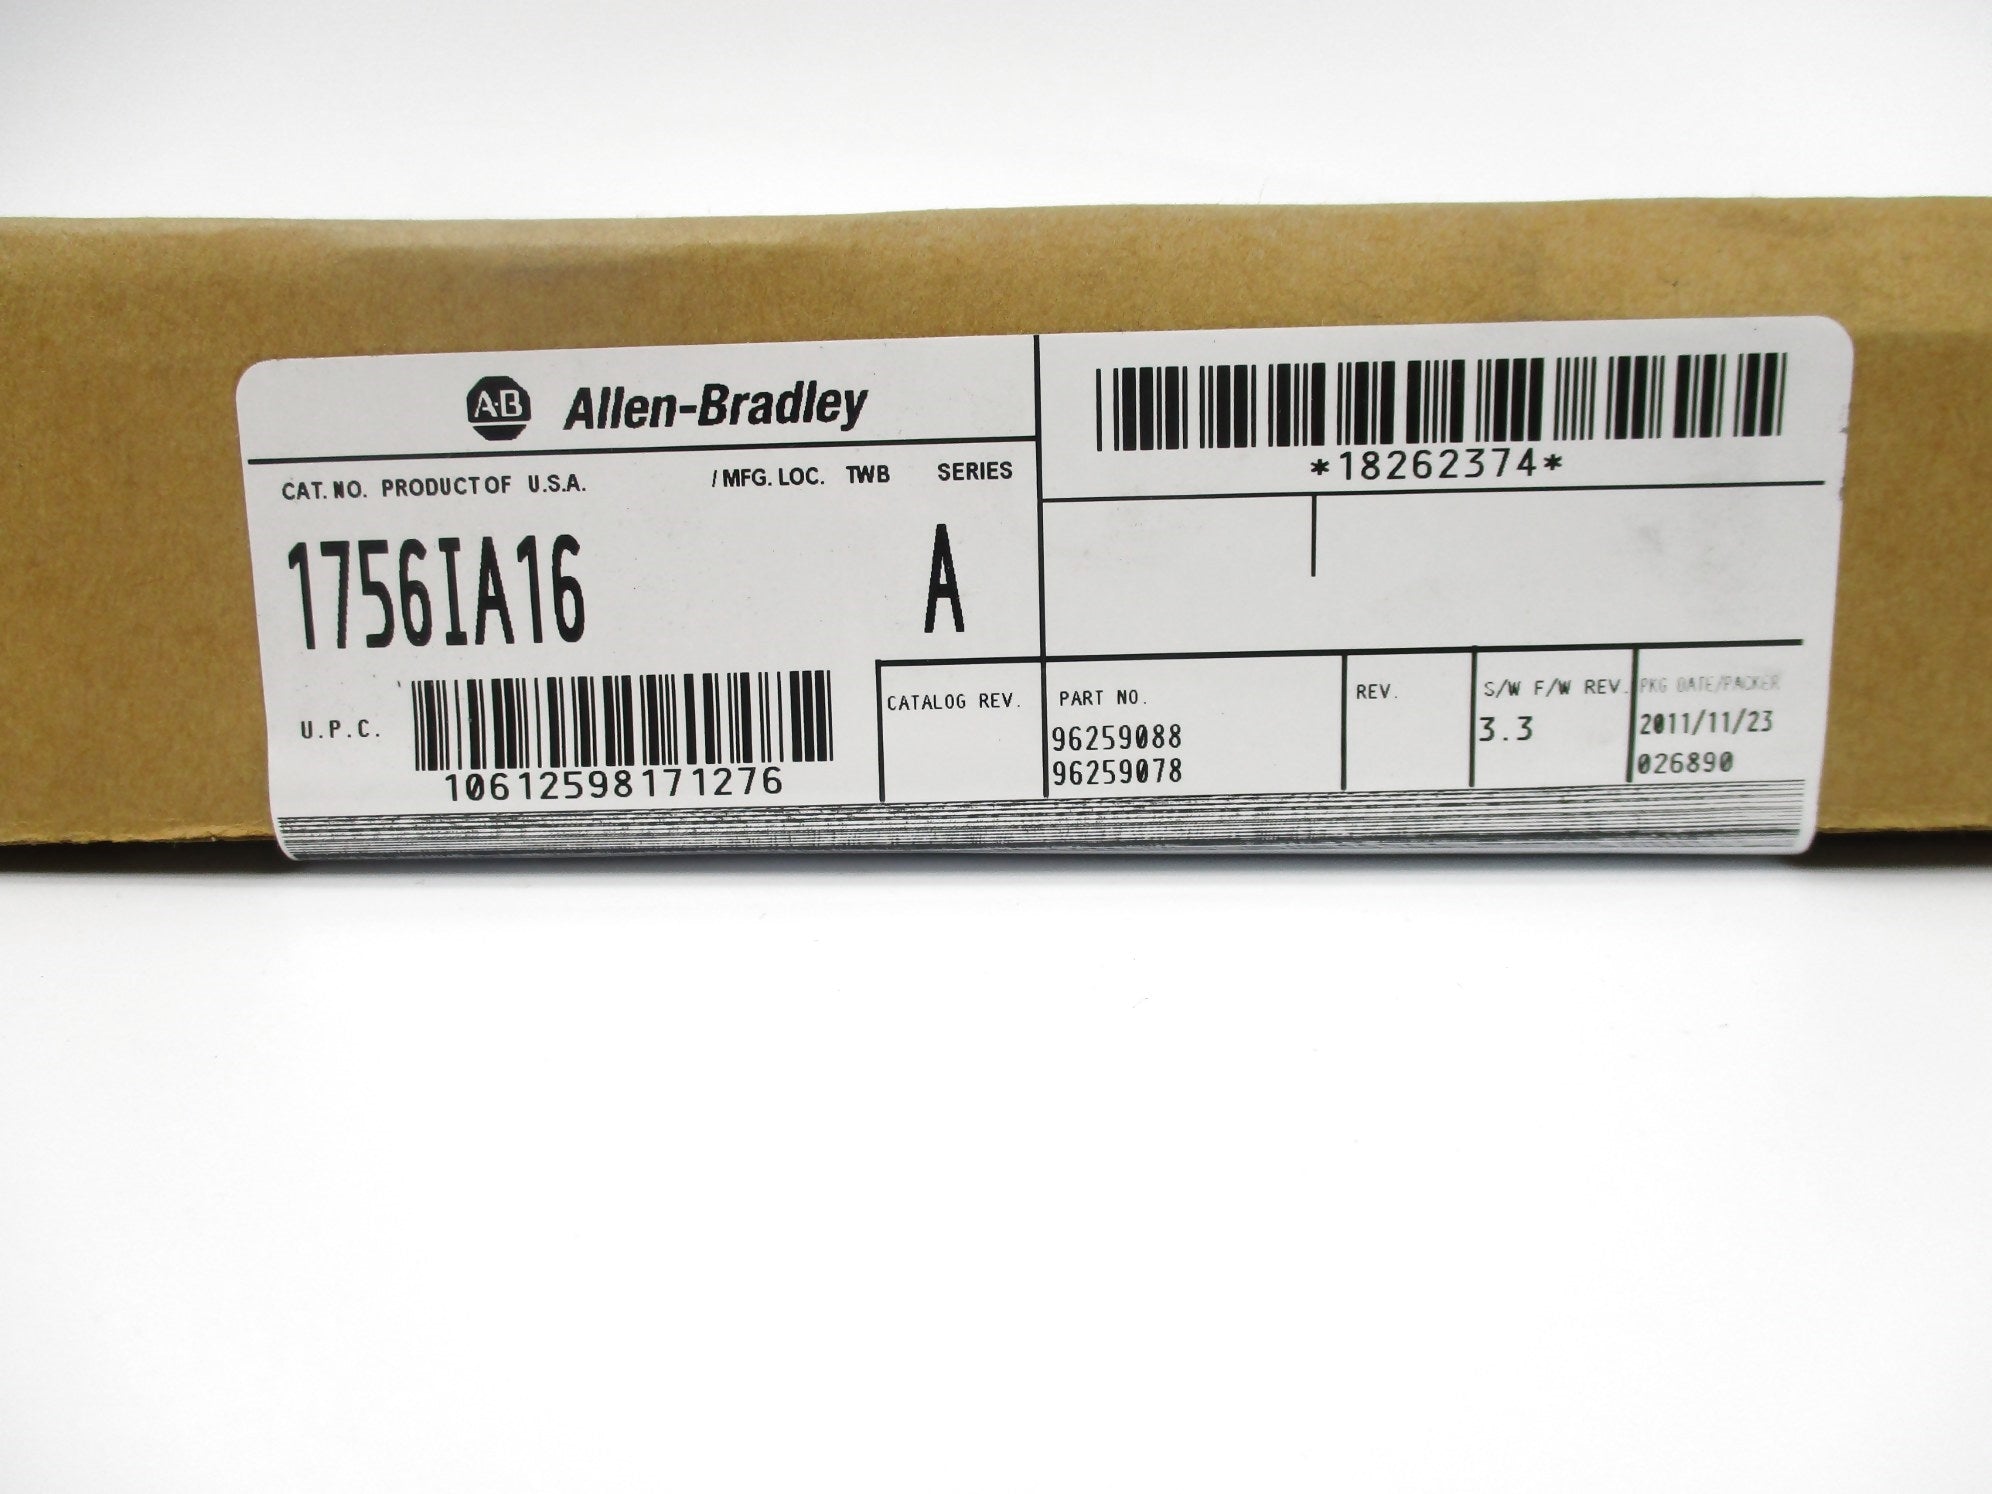 A-B Allen-Bradley
*18262374*
CAT. NO. PRODUCT OF U.S.A. / MFG. LOC. TWB SERIES
1756IA16 A
U.P.C.
10612598171276
CATALOG REV.
PART NO.
96259088
96259078
REV.
S/W F/W REV.
3.3
PKG DATE/PACKER
2011/11/23
026890